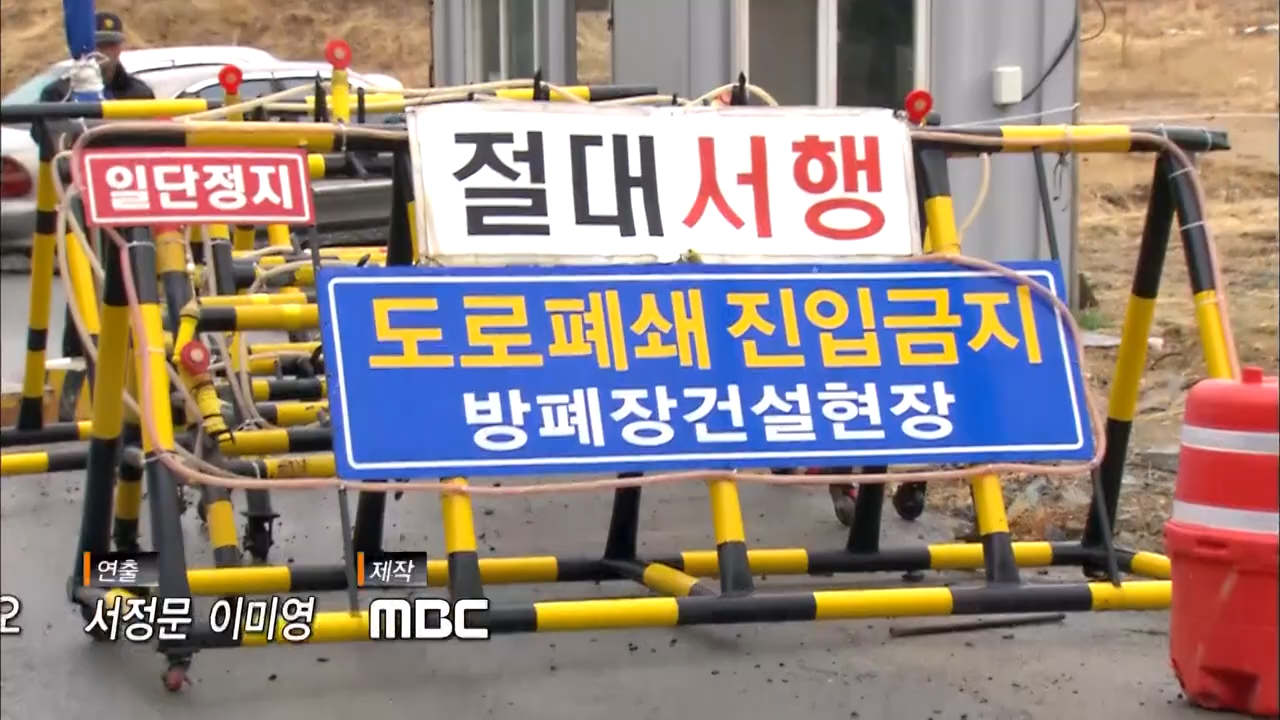 일단정지
절대서행
도로폐쇄 진입금지
방폐장건설현장
연출
서정문 이미영
제작
MBC